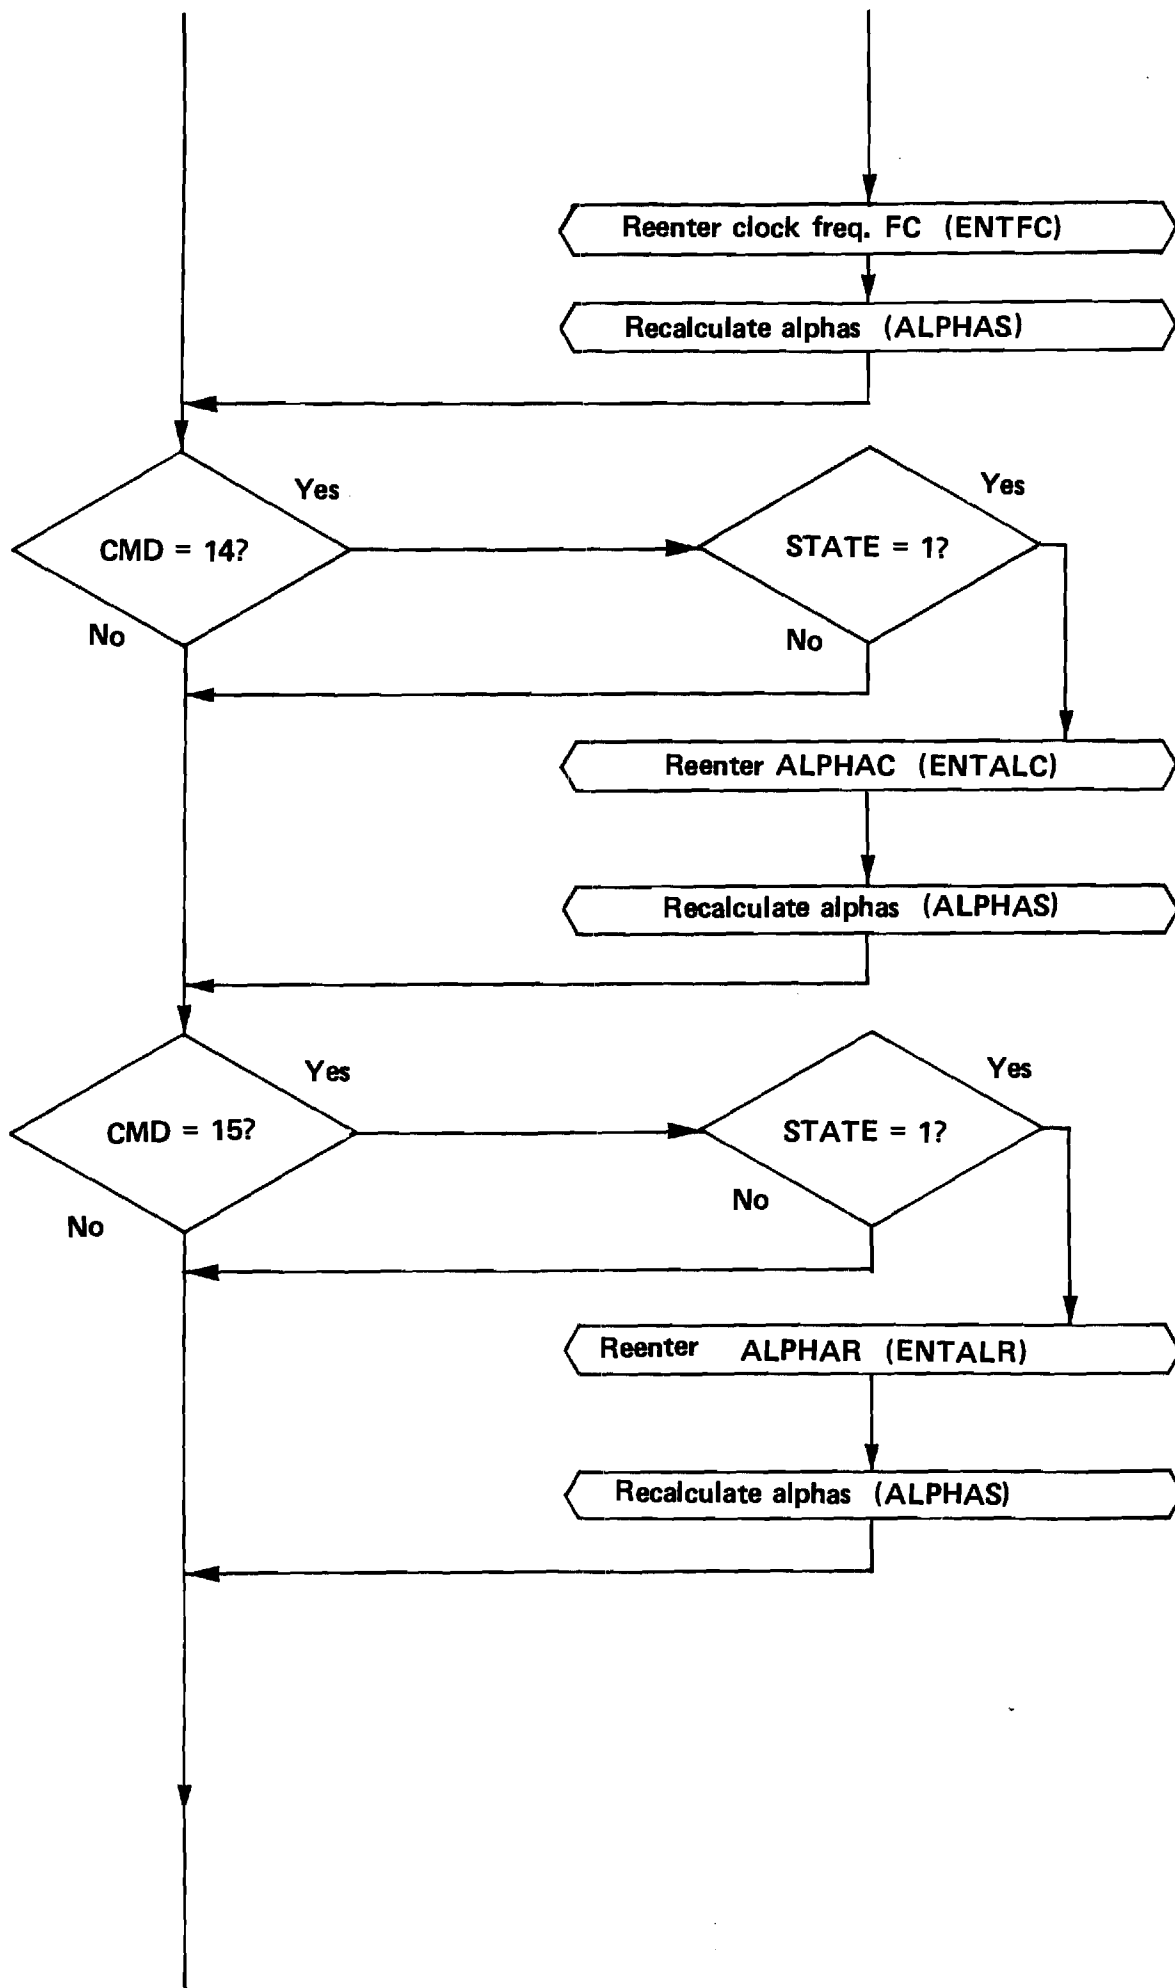 Reenter clock freq. FC (ENTFC)
Recalculate alphas (ALPHAS)
Yes
Yes
CMD = 14?
STATE = 1?
No
No
Reenter ALPHAC (ENTALC)
Recalculate alphas (ALPHAS)
Yes
Yes
CMD = 15?
STATE = 1?
No
No
Reenter ALPHAR (ENTALR)
Recalculate alphas (ALPHAS)